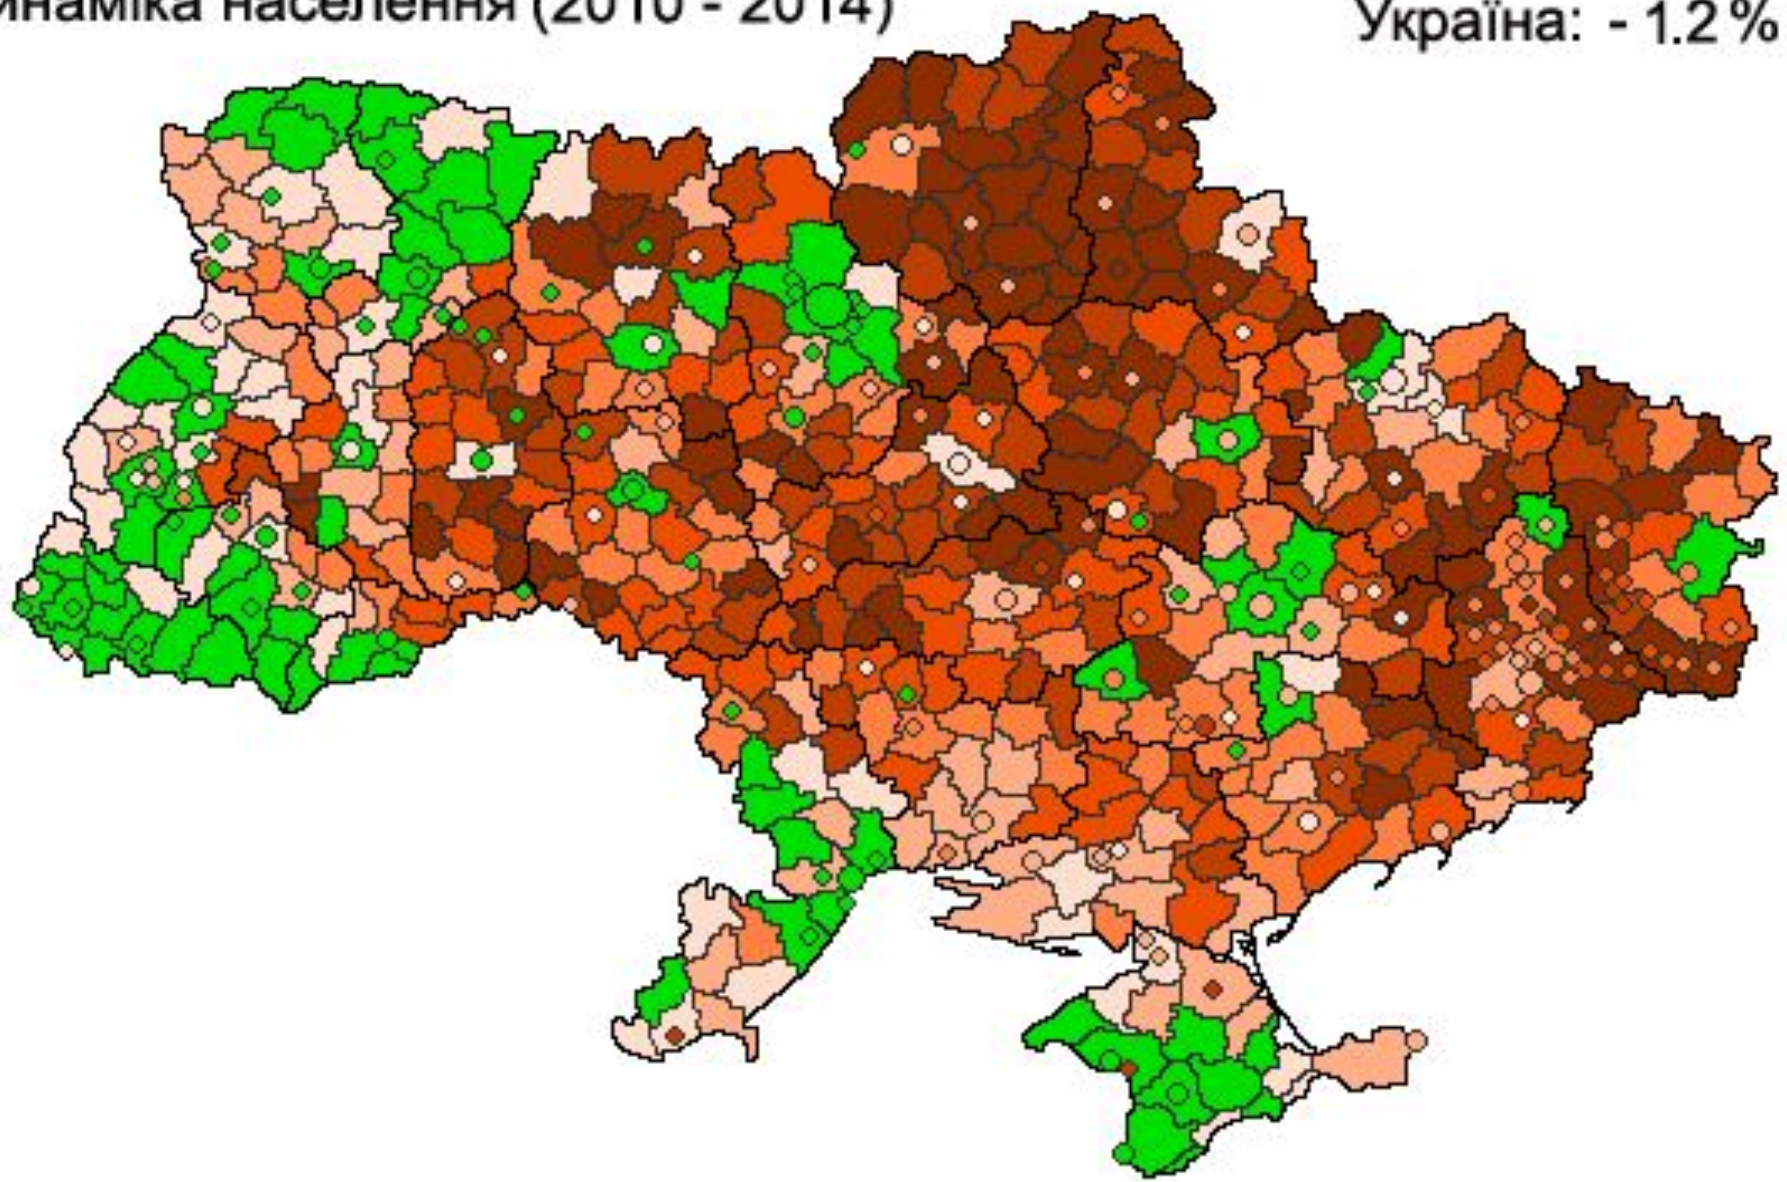 инаміка населення (2010 - 2014)
Україна: - 1.2%